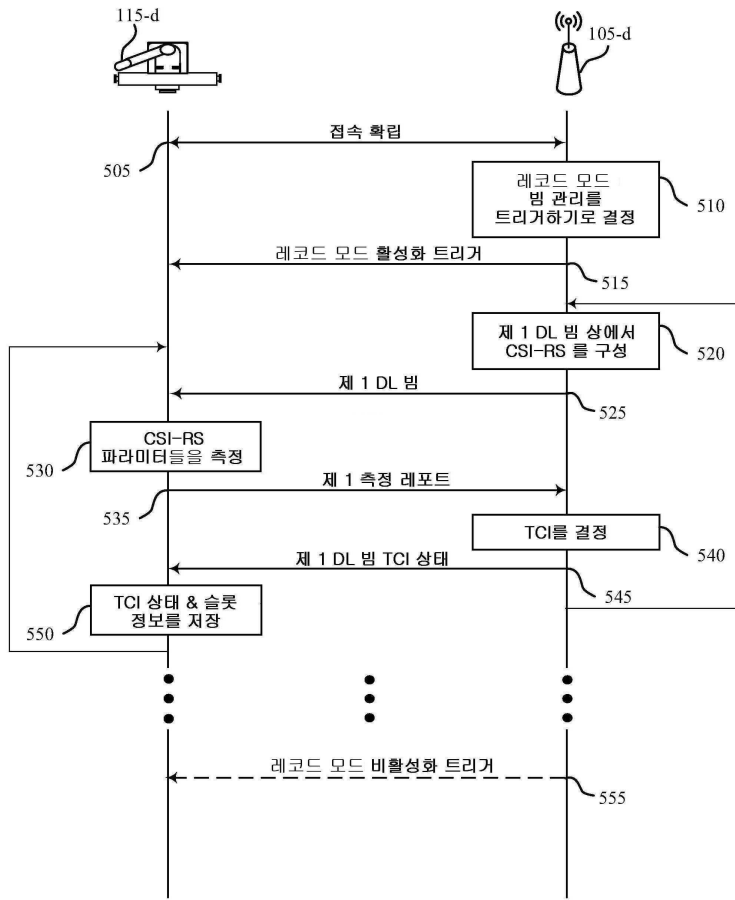 115-d
105-d
접속 확립
505
레코드 모드
빔 관리를
트리거하기로 결정
510
레코드 모드 활성화 트리거
515
제 1 DL 빔 상에서
CSI-RS 를 구성
520
제 1 DL 빔
525
CSI-RS
파라미터들을 측정
530
제 1 측정 레포트
535
TCI를 결정
540
제 1 DL 빔 TCI 상태
545
TCI 상태 & 슬롯
정보를 저장
550
레코드 모드 비활성화 트리거
555